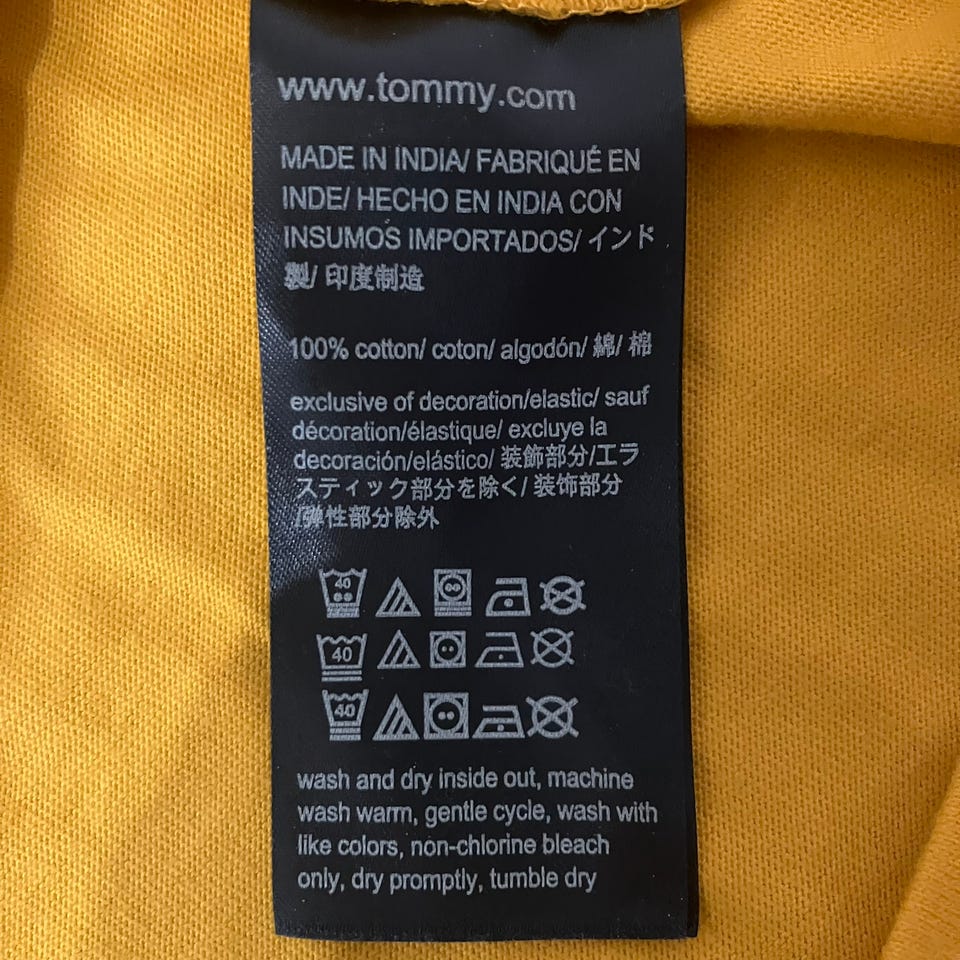 www.tommy.com
MADE IN INDIA/ FABRIQUÉ EN
INDE/ HECHO EN INDIA CON
INSUMOS IMPORTADOS/ インド
製/ 印度制造
100% cotton/ coton/ algodón/ 綿/ 棉
exclusive of decoration/elastic/ sauf
décoration/élastique/ excluye la
decoración/elástico/ 装飾部分/エラ
スティック部分を除く/ 装饰部分
/弹性部分除外
40
40
40
wash and dry inside out, machine
wash warm, gentle cycle, wash with
like colors, non-chlorine bleach
only, dry promptly, tumble dry